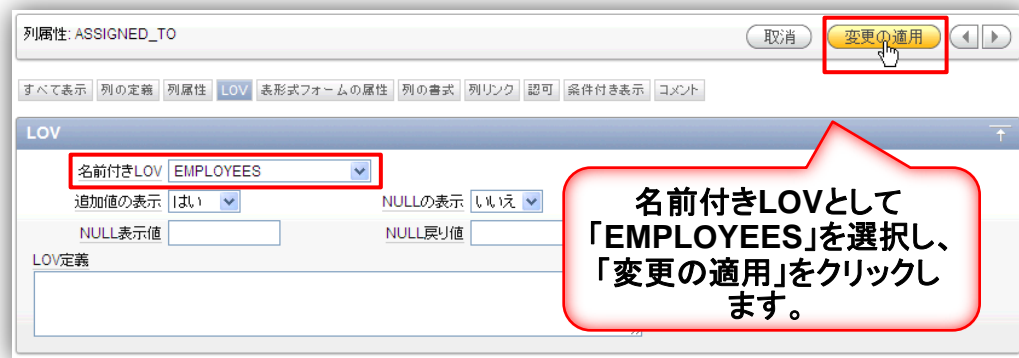 列属性: ASSIGNED_TO
取消 変更の適用
すべて表示 列の定義 列属性 LOV 表形式フォームの属性 列の書式 列リンク 認可 条件付き表示 コメント
LOV
名前付きLOV EMPLOYEES
追加値の表示 はい NULLの表示 いいえ
NULL表示値 NULL戻り値
LOV定義
名前付きLOVとして
「EMPLOYEES」を選択し、
「変更の適用」をクリックし
ます。